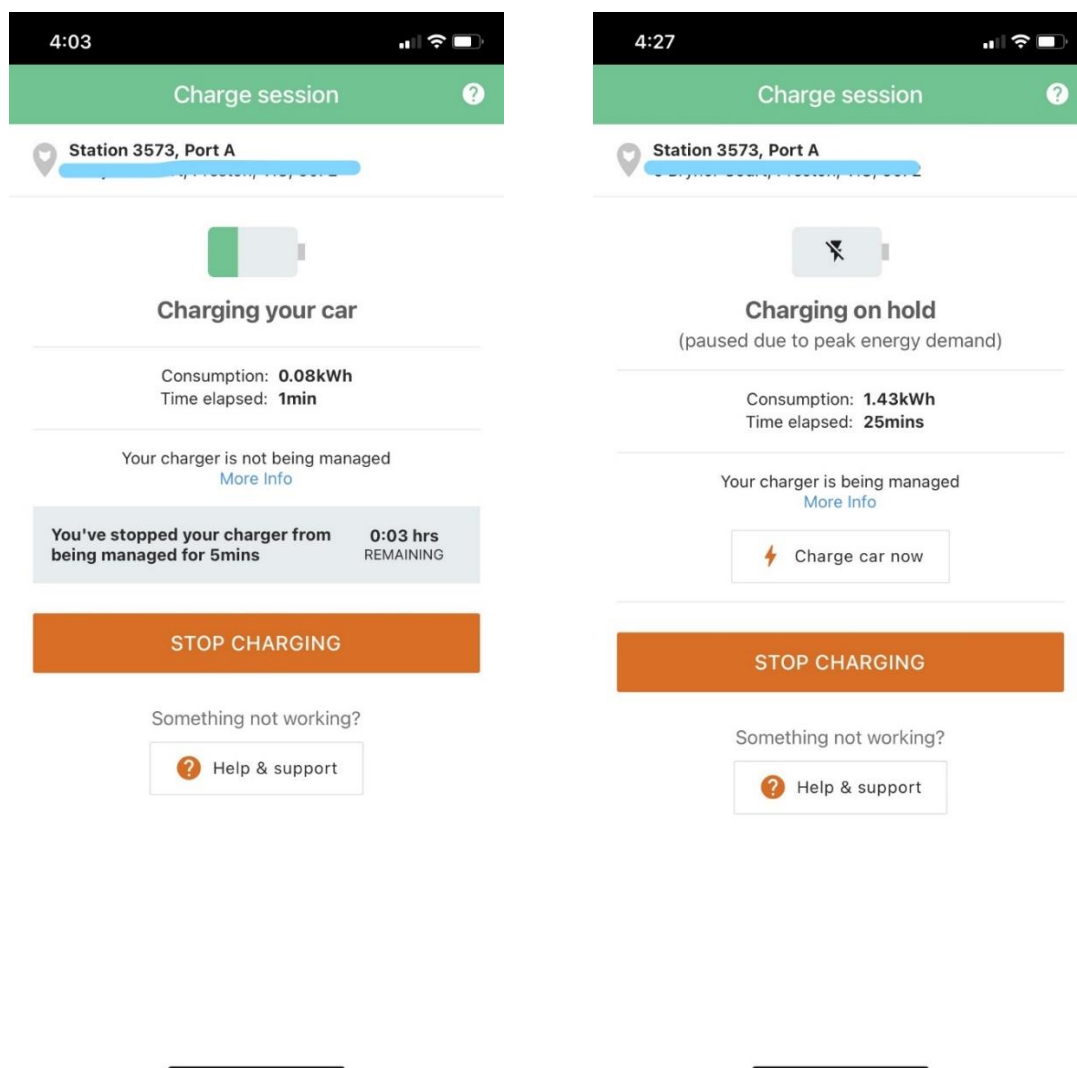 4:03
Charge session
?
Station 3573, Port A
Charging your car
Consumption: 0.08kWh
Time elapsed: 1min
Your charger is not being managed
More Info
You've stopped your charger from
being managed for 5mins
0:03 hrs
REMAINING
STOP CHARGING
Something not working?
? Help & support
4:27
Charge session
?
Station 3573, Port A
Charging on hold
(paused due to peak energy demand)
Consumption: 1.43kWh
Time elapsed: 25mins
Your charger is being managed
More Info
Charge car now
STOP CHARGING
Something not working?
? Help & support